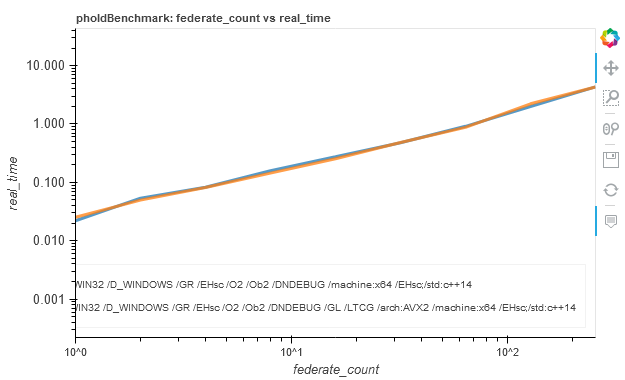 pholdBenchmark: federate_count vs real_time
10.000
1.000
0.100
0.010
0.001
real_time
WIN32 /D_WINDOWS /GR /EHsc /O2 /Ob2 /DNDEBUG /machine:x64 /EHsc;/std:c++14
WIN32 /D_WINDOWS /GR /EHsc /O2 /Ob2 /DNDEBUG /GL /LTCG /arch:AVX2 /machine:x64 /EHsc;/std:c++14
10^0
10^1
10^2
federate_count